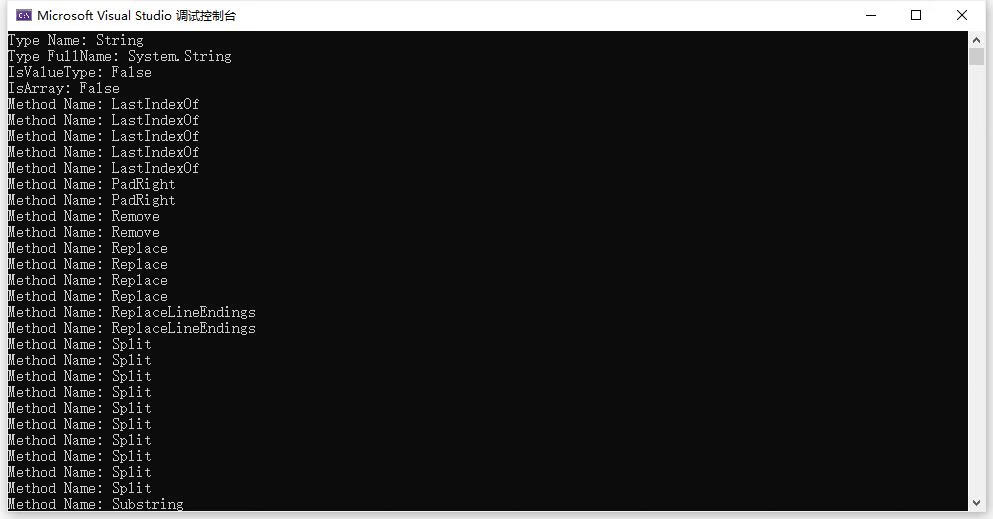 Microsoft Visual Studio 调试控制台
Type Name: String
Type FullName: System.String
IsValueType: False
IsArray: False
Method Name: LastIndexOf
Method Name: LastIndexOf
Method Name: LastIndexOf
Method Name: LastIndexOf
Method Name: LastIndexOf
Method Name: PadRight
Method Name: PadRight
Method Name: Remove
Method Name: Remove
Method Name: Replace
Method Name: Replace
Method Name: Replace
Method Name: Replace
Method Name: ReplaceLineEndings
Method Name: ReplaceLineEndings
Method Name: Split
Method Name: Split
Method Name: Split
Method Name: Split
Method Name: Split
Method Name: Split
Method Name: Split
Method Name: Split
Method Name: Split
Method Name: Split
Method Name: Substring